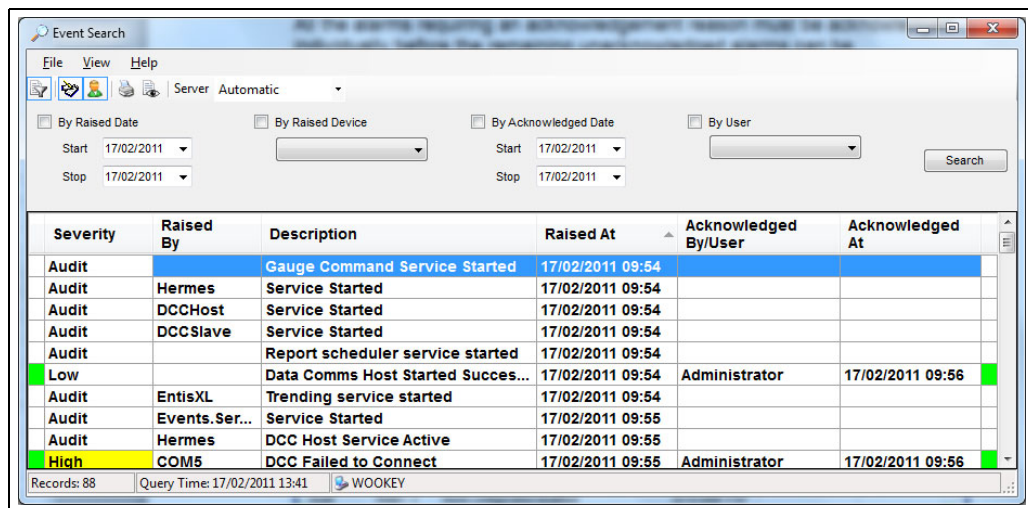 Event Search
File View Help
Server Automatic
By Raised Date By Raised Device By Acknowledged Date By User
Start 17/02/2011 Start 17/02/2011
Search
Stop 17/02/2011 Stop 17/02/2011
Severity Raised By Description Raised At Acknowledged By/User Acknowledged At
Audit Gauge Command Service Started 17/02/2011 09:54
Audit Hermes Service Started 17/02/2011 09:54
Audit DCCHost Service Started 17/02/2011 09:54
Audit DCCSlave Service Started 17/02/2011 09:54
Audit Report scheduler service started 17/02/2011 09:54
Low Data Comms Host Started Succes... 17/02/2011 09:54 Administrator 17/02/2011 09:56
Audit EntisXL Trending service started 17/02/2011 09:54
Audit Events.Ser... Service Started 17/02/2011 09:55
Audit Hermes DCC Host Service Active 17/02/2011 09:55
High COM5 DCC Failed to Connect 17/02/2011 09:55 Administrator 17/02/2011 09:56
Records: 88 Query Time: 17/02/2011 13:41 WOOKEY